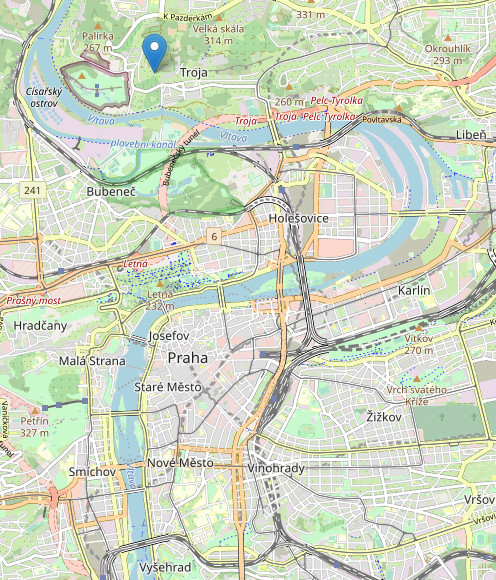 K Pazderkám
331 m
Velká skála
314 m
Palírka
267 m
Okrouhlík
293 m
Troja
Císařský
ostrov
260 m
Pelc-Tyrolka
Troja
Troja, Pelc-Tyrolka
Povltavská
Vltava
Vltava
plavební kanál
Bubenečský tunel
Libeň
241
Bubeneč
Holešovice
6
Letná
Letná
232 m
Prašný most
Karlín
Hradčany
Josefov
Vítkov
270 m
Malá Strana
Praha
Staré Město
Vrch svatého
Kříže
Žižkov
Petřín
327 m
Smíchov
Nové Město
Vinohrady
Vltava
Vršov
Vršov
Vyšehrad